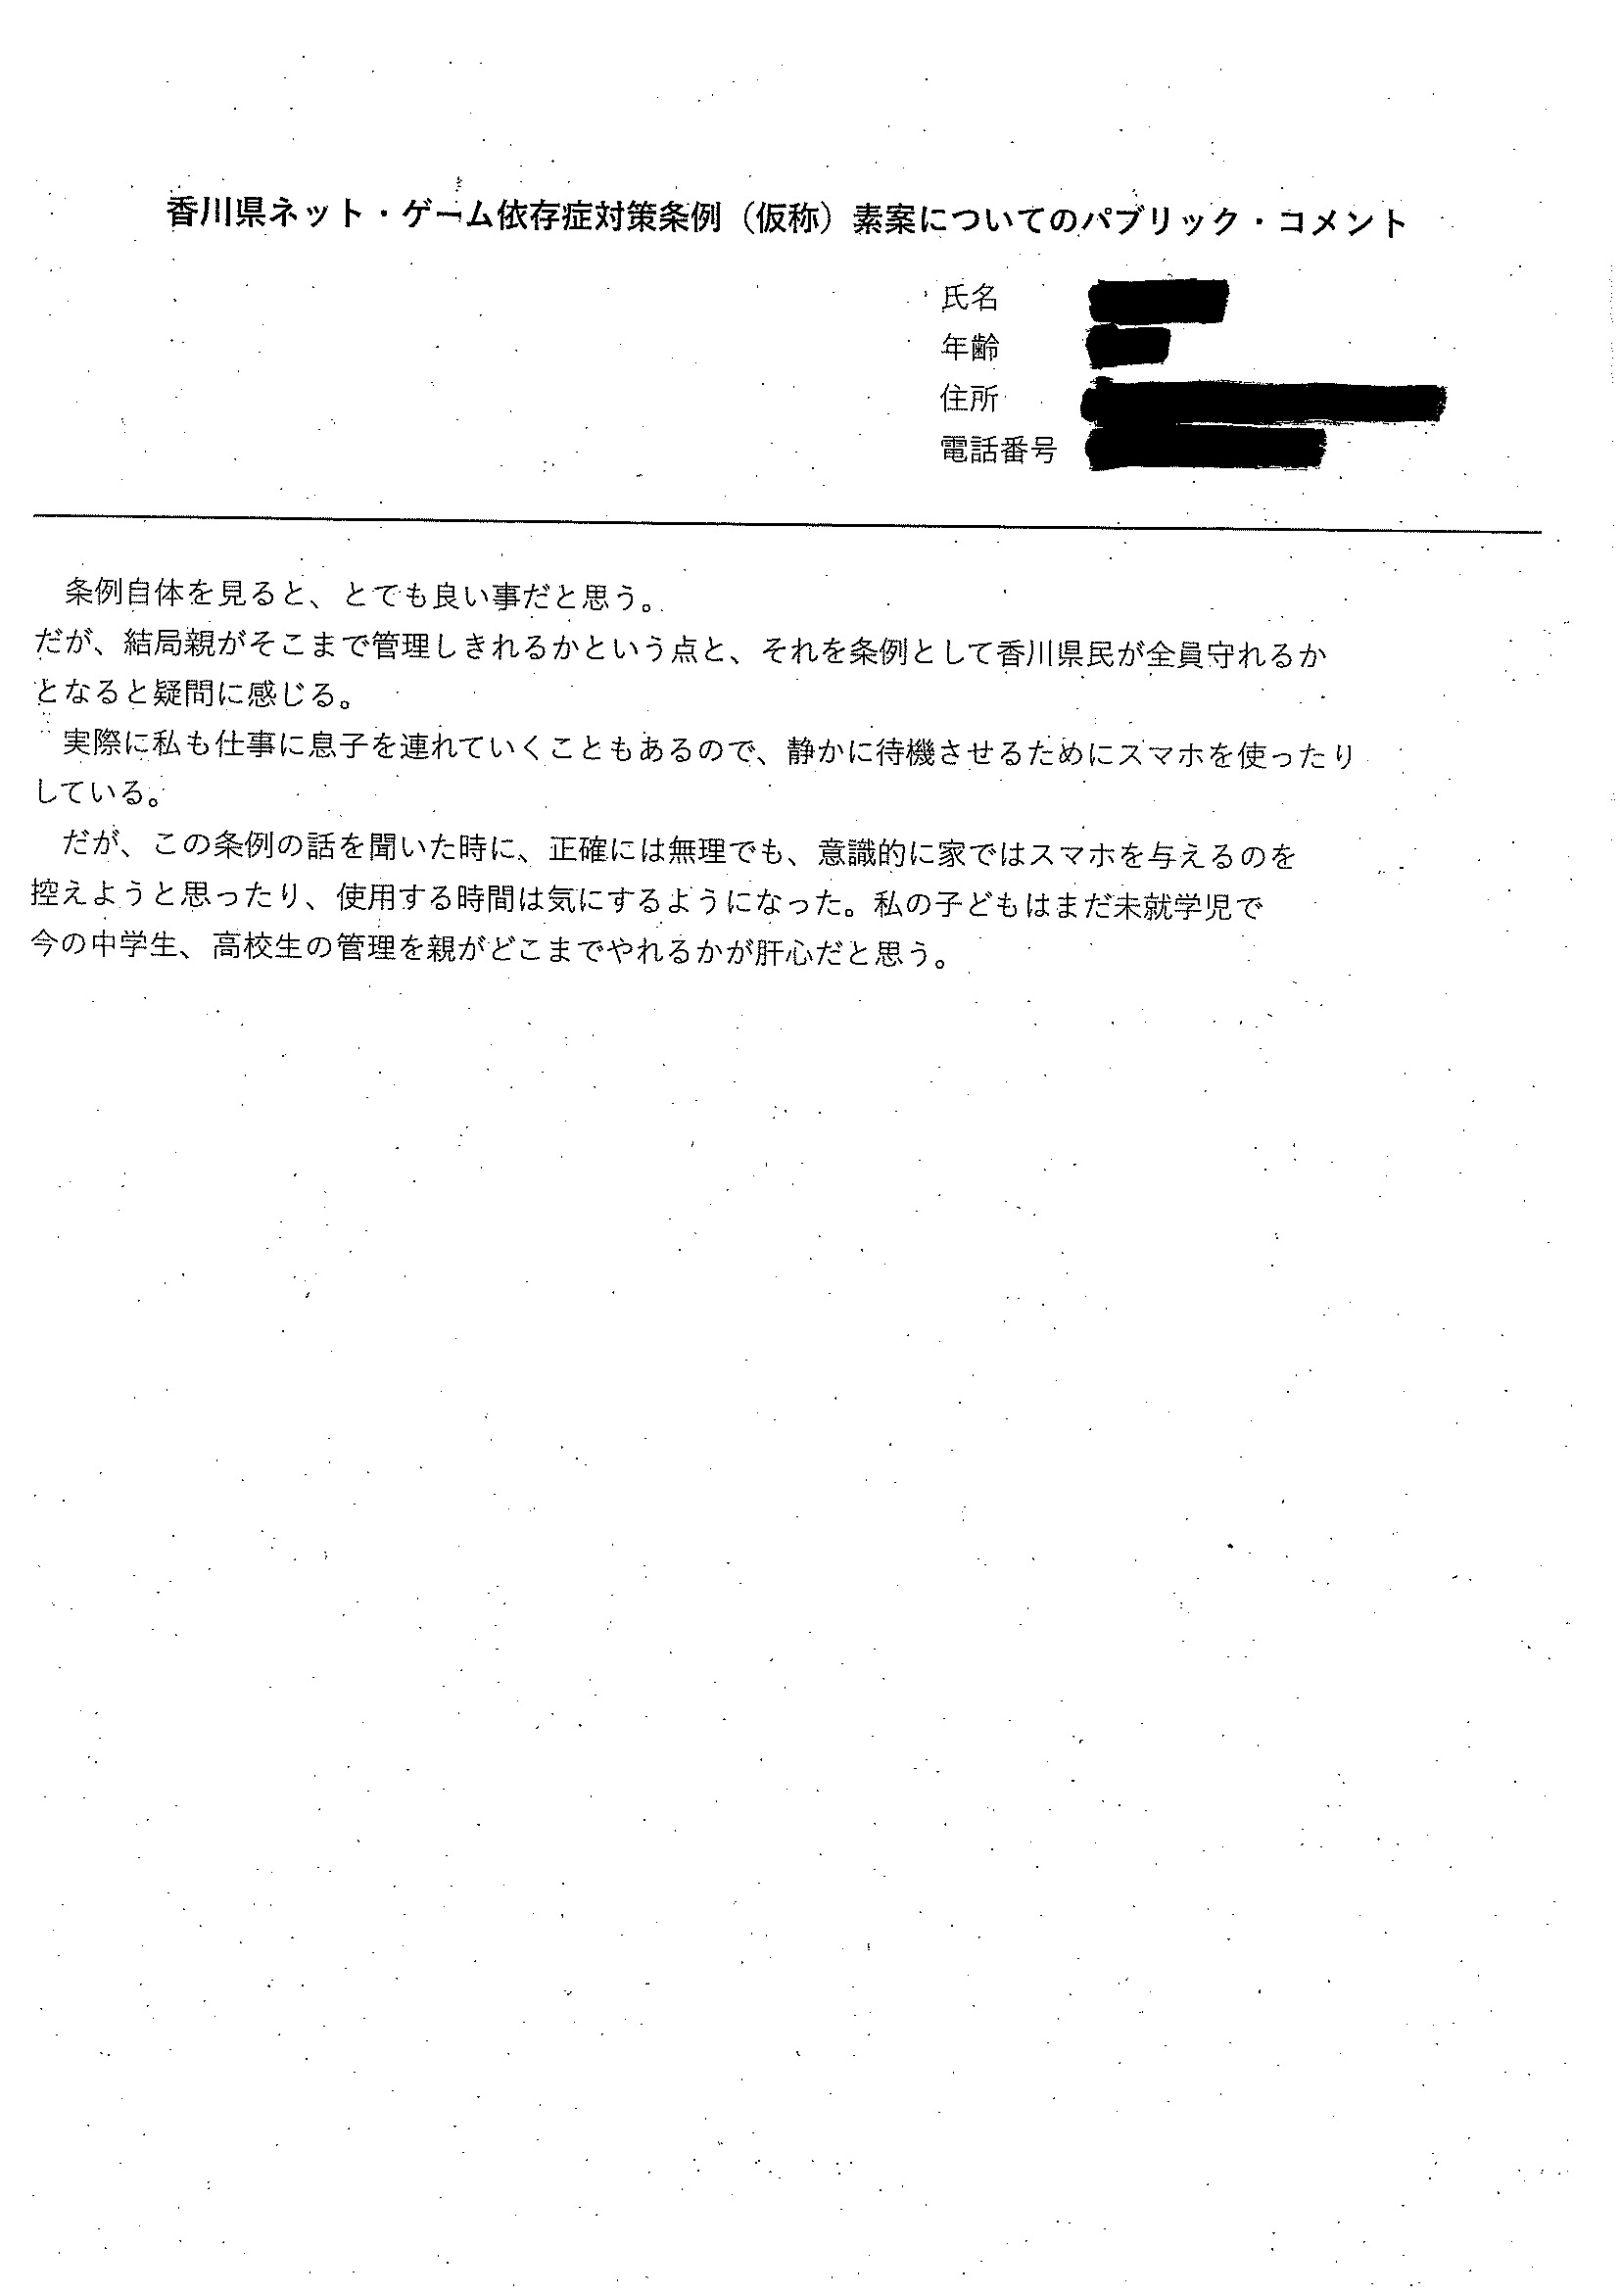 香川県ネット・ゲーム依存症対策条例（仮称）素案についてのパブリック・コメント
氏名
年齢
住所
電話番号
条例自体を見ると、とても良い事だと思う。
だが、結局親がそこまで管理しきれるかという点と、それを条例として香川県民が全員守れるか
となると疑問に感じる。
実際に私も仕事に息子を連れていくこともあるので、静かに待機させるためにスマホを使ったり
している。
だが、この条例の話を聞いた時に、正確には無理でも、意識的に家ではスマホを与えるのを
控えようと思ったり、使用する時間は気にするようになった。私の子どもはまだ未就学児で
今の中学生、高校生の管理を親がどこまでやれるかが肝心だと思う。